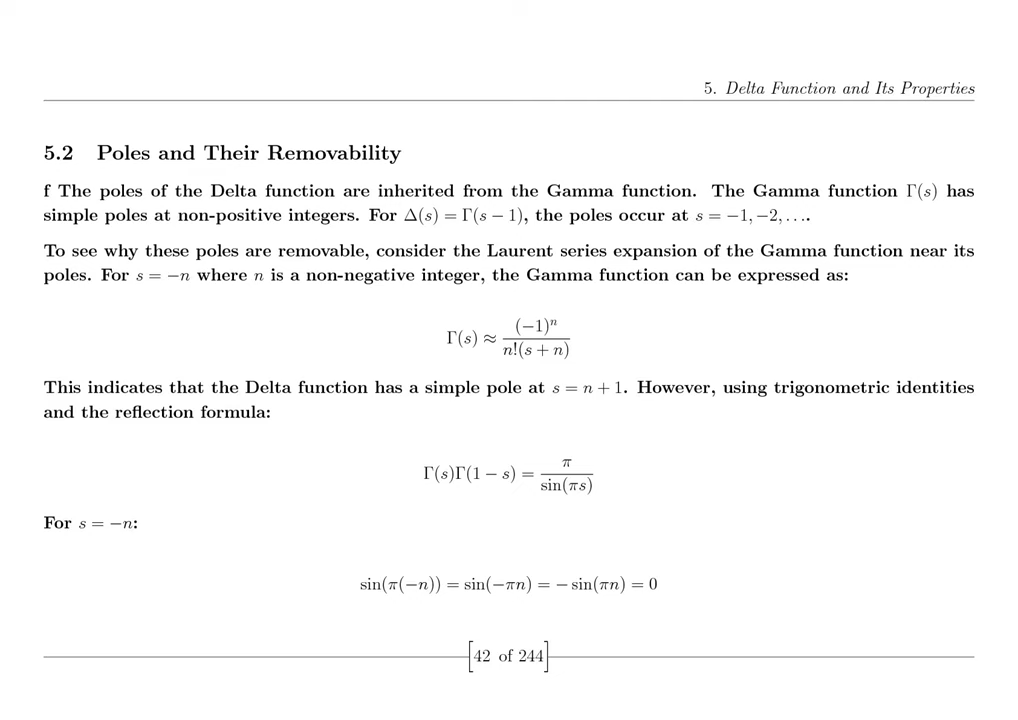 5. Delta Function and Its Properties
5.2 Poles and Their Removability
f The poles of the Delta function are inherited from the Gamma function. The Gamma function Γ(s) has
simple poles at non-positive integers. For Δ(s) = Γ(s − 1), the poles occur at s = −1, −2, . . ..
To see why these poles are removable, consider the Laurent series expansion of the Gamma function near its
poles. For s = −n where n is a non-negative integer, the Gamma function can be expressed as:
Γ(s) ≈ (−1)ⁿ / n!(s + n)
This indicates that the Delta function has a simple pole at s = n + 1. However, using trigonometric identities
and the reflection formula:
Γ(s)Γ(1 − s) = π / sin(πs)
For s = −n:
sin(π(−n)) = sin(−πn) = − sin(πn) = 0
[42 of 244]